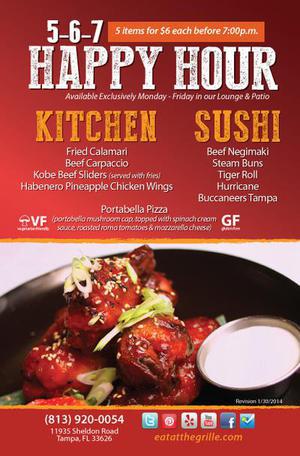 5-6-7
5 items for $6 each before 7:00p.m.
HAPPY HOUR
Available Exclusively Monday - Friday in our Lounge & Patio
KITCHEN
Fried Calamari
Beef Carpaccio
Kobe Beef Sliders (served with fries)
Habenero Pineapple Chicken Wings
SUSHI
Beef Negimaki
Steam Buns
Tiger Roll
Hurricane
Buccaneers Tampa
Portabella Pizza
(portabella mushroom cap, topped with spinach cream
sauce, roasted roma tomatoes & mozzarella cheese)
VF
vegetarian friendly
GF
gluten free
Revision 1/30/2014
(813) 920-0054
11935 Sheldon Road
Tampa, FL 33626
eatatthegrille.com